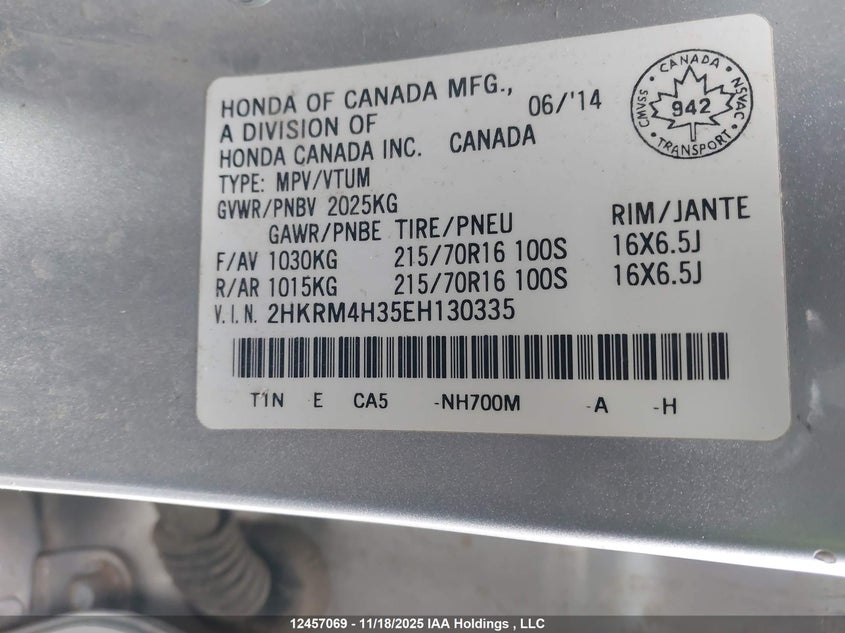 HONDA OF CANADA MFG., 06/'14
A DIVISION OF
HONDA CANADA INC. CANADA
TYPE: MPV/VTUM
GVWR/PNBV 2025KG
GAWR/PNBE TIRE/PNEU RIM/JANTE
F/AV 1030KG 215/70R16 100S 16X6.5J
R/AR 1015KG 215/70R16 100S 16X6.5J
V.I.N. 2HKRM4H35EH130335
T1N E CA5 -NH700M -A -H
CANADA
CMVSS 942 NSVAC
TRANSPORT
12457069 - 11/18/2025 IAA Holdings , LLC